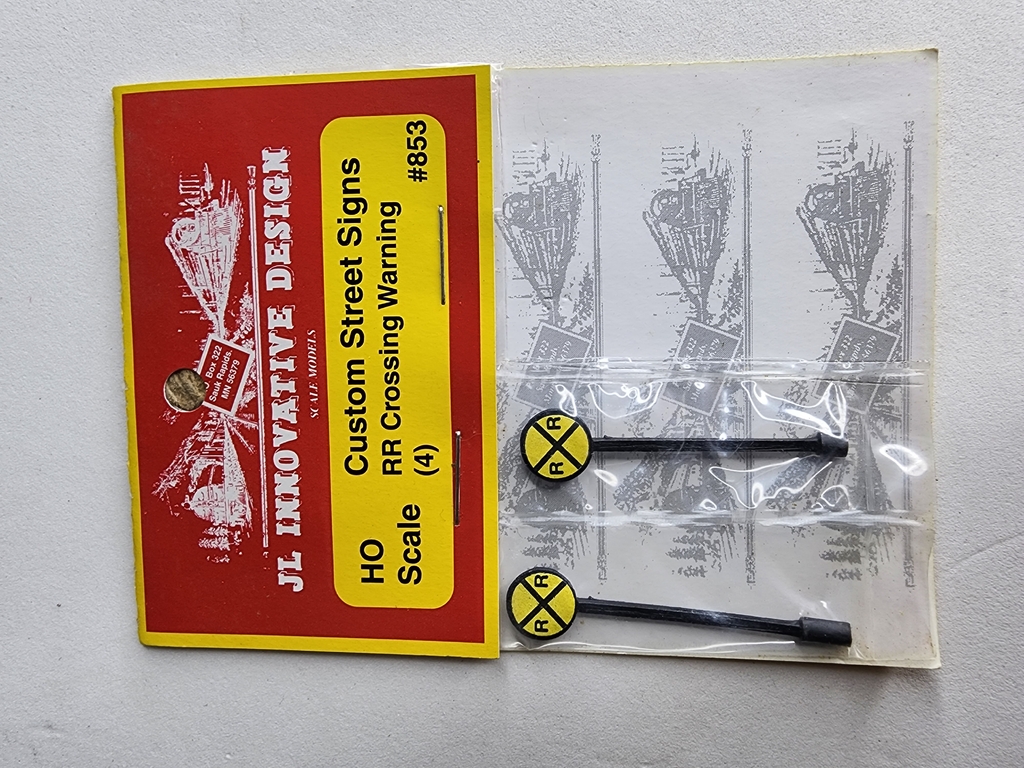 Box 322
Sauk Rapids.
MN 56379
JL INNOVATIVE DESIGN
SCALE MODELS
HO Scale
Custom Street Signs
RR Crossing Warning
(4) #853
R R
R R